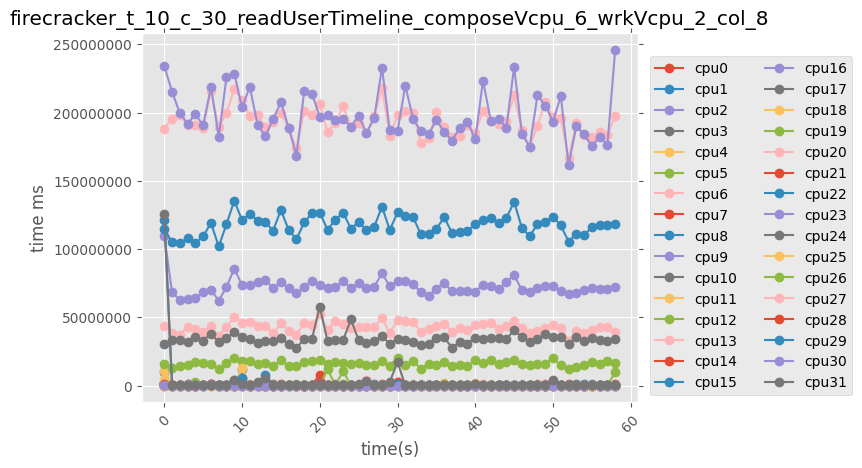 firecracker_t_10_c_30_readUserTimeline_composeVcpu_6_wrkVcpu_2_col_8
250000000
200000000
150000000
100000000
50000000
0
time ms
0
10
20
30
40
50
60
time(s)
cpu0
cpu1
cpu2
cpu3
cpu4
cpu5
cpu6
cpu7
cpu8
cpu9
cpu10
cpu11
cpu12
cpu13
cpu14
cpu15
cpu16
cpu17
cpu18
cpu19
cpu20
cpu21
cpu22
cpu23
cpu24
cpu25
cpu26
cpu27
cpu28
cpu29
cpu30
cpu31